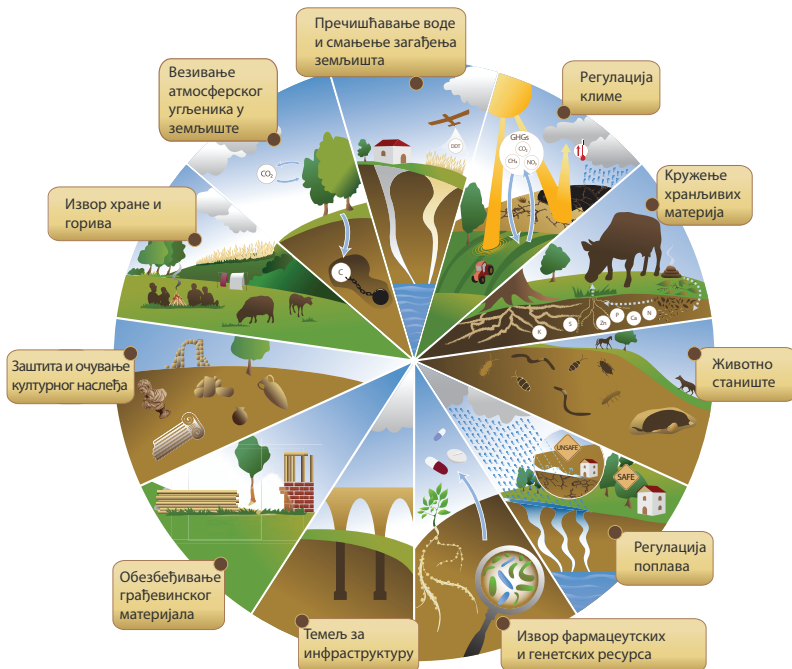 Пречишћавање воде
и смањење загађења
земљишта
Везивање
атмосферског
угљеника у
земљиште
Регулација
климе
Извор хране и
горива
Кружење
хранљивих
материја
CO₂
C
DDT
GHGs
CO₂
CH₄
NO₂
K
S
Zn
P
Ca
N
Заштита и очување
културног наслеђа
Животно
станиште
UNSAFE
SAFE
Обезбеђивање
грађевинског
материјала
Темељ за
инфраструктуру
Извор фармацеутских
и генетских ресурса
Регулација
поплава